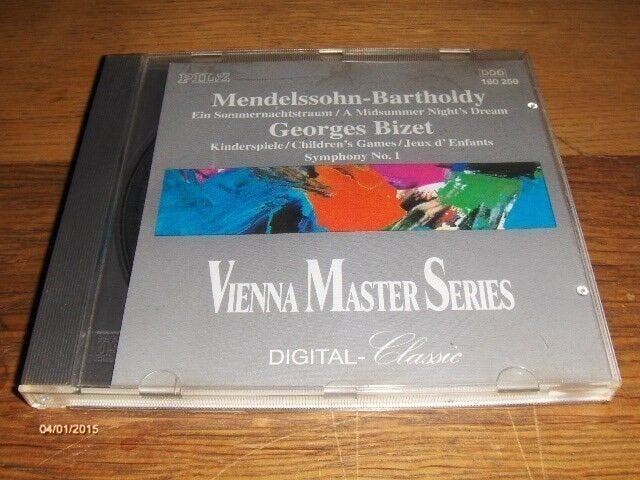 PILZ
DDD
160 259
Mendelssohn-Bartholdy
Ein Sommernachtstraum/A Midsummer Night's Dream
Georges Bizet
Kinderspiele/Children's Games/Jeux d' Enfants
Symphony No. 1
VIENNA MASTER SERIES
DIGITAL-Classic
04/01/2015